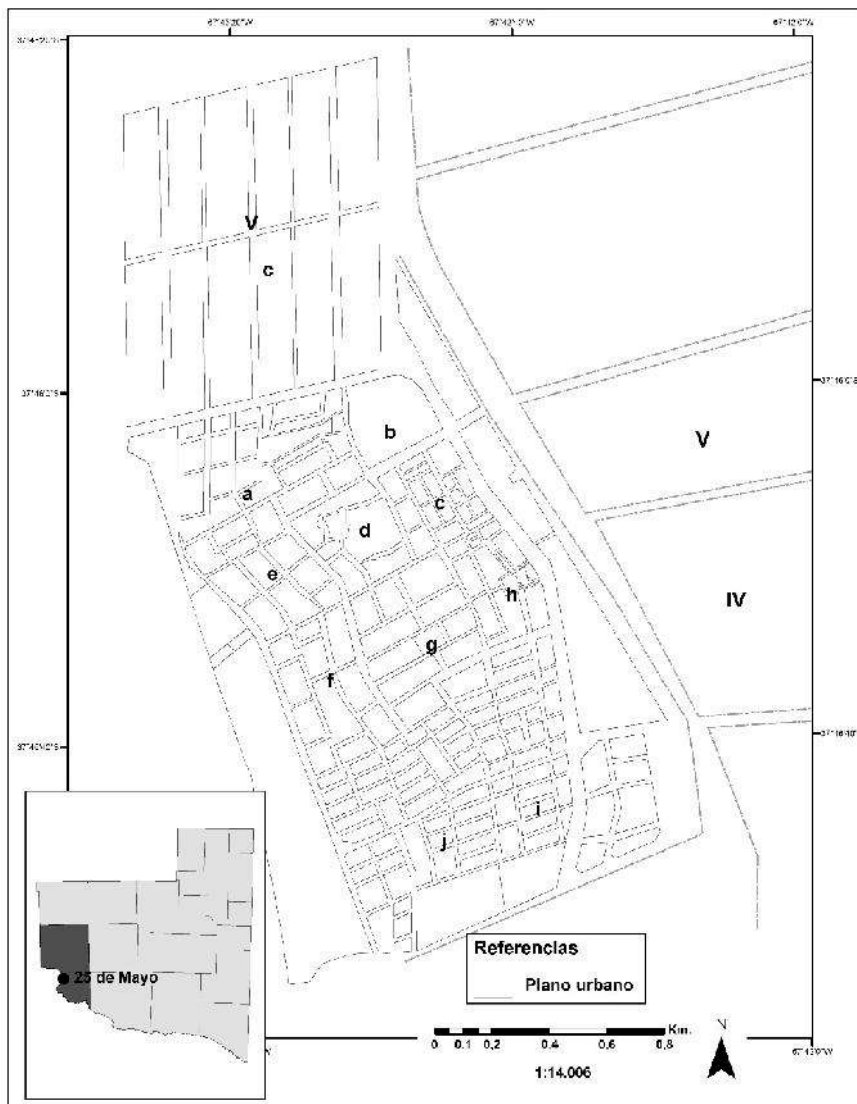 V
c
b
V
a
c
d
e
h
IV
g
f
i
j
25 de Mayo
Referencias
Plano urbano
N
Km.
0 0.1 0,2 0,4 0,6 0,8
1:14.006